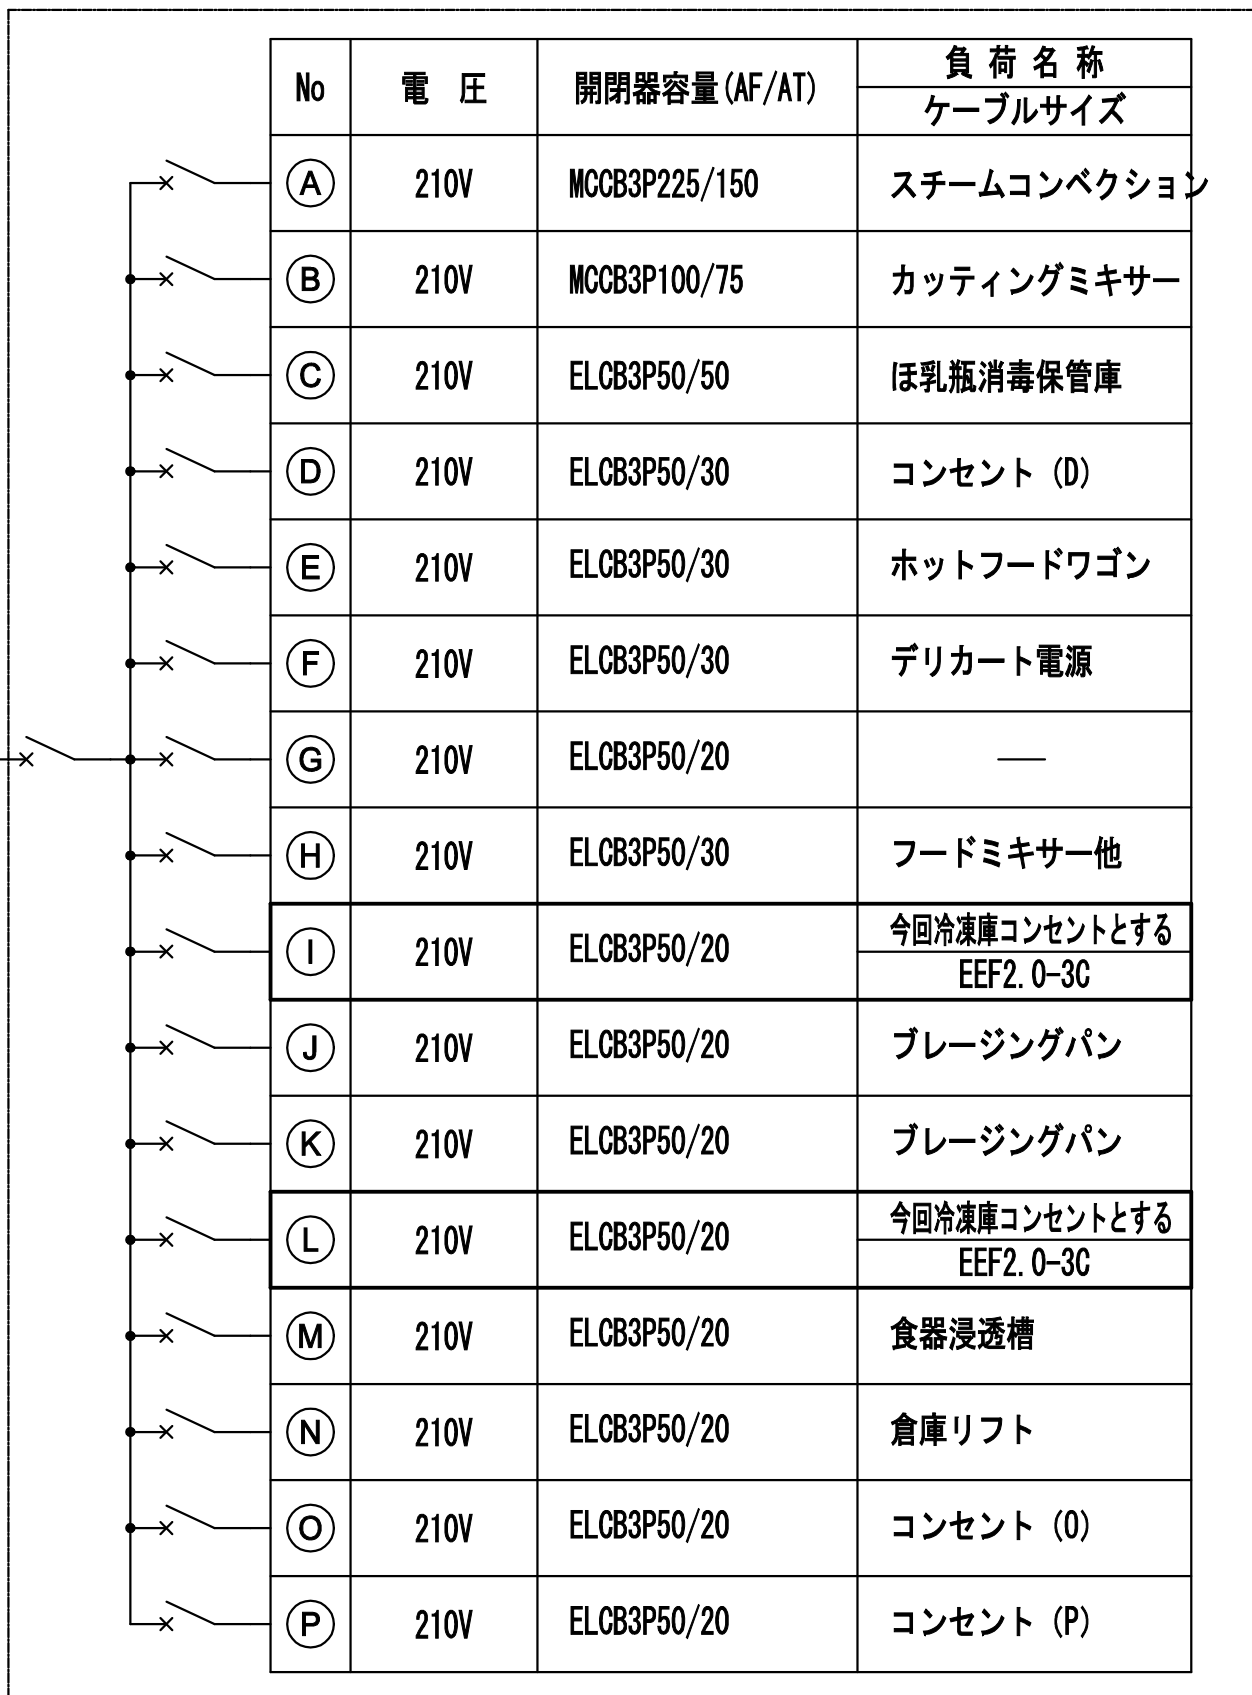 No 電 圧 開閉器容量(AF/AT) 負 荷 名 称
ケーブルサイズ
A 210V MCCB3P225/150 スチームコンベクション
B 210V MCCB3P100/75 カッティングミキサー
C 210V ELCB3P50/50 ほ乳瓶消毒保管庫
D 210V ELCB3P50/30 コンセント (D)
E 210V ELCB3P50/30 ホットフードワゴン
F 210V ELCB3P50/30 デリカート電源
G 210V ELCB3P50/20 ——
H 210V ELCB3P50/30 フードミキサー他
I 210V ELCB3P50/20 今回冷凍庫コンセントとする
EEF2.0-3C
J 210V ELCB3P50/20 ブレージングパン
K 210V ELCB3P50/20 ブレージングパン
L 210V ELCB3P50/20 今回冷凍庫コンセントとする
EEF2.0-3C
M 210V ELCB3P50/20 食器浸透槽
N 210V ELCB3P50/20 倉庫リフト
O 210V ELCB3P50/20 コンセント (O)
P 210V ELCB3P50/20 コンセント (P)